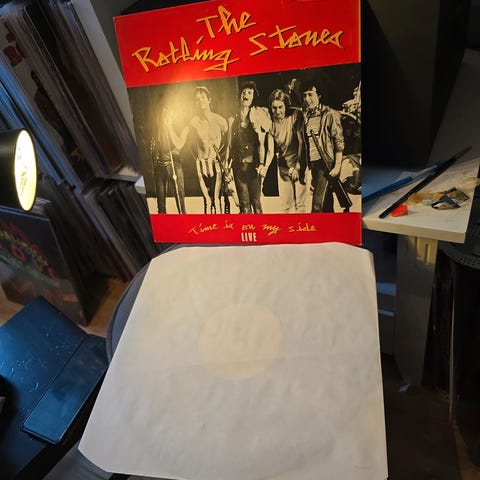 The
Rolling Stones
Time is on my side
LIVE